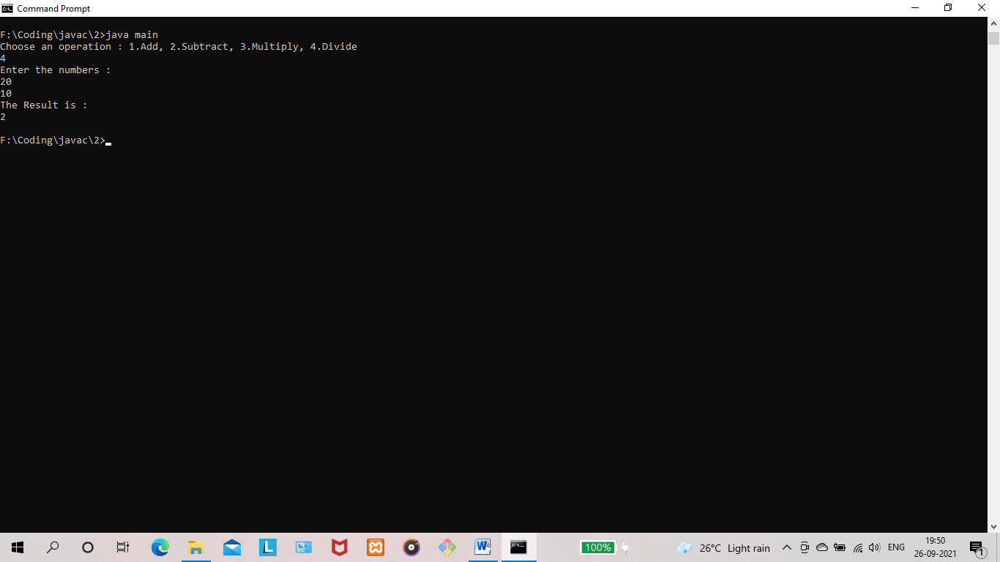 Command Prompt
F:\Coding\javac\2>java main
Choose an operation : 1.Add, 2.Subtract, 3.Multiply, 4.Divide
4
Enter the numbers :
20
10
The Result is :
2
F:\Coding\javac\2>
L
W
100%
26°C Light rain
ENG
19:50
26-09-2021
1